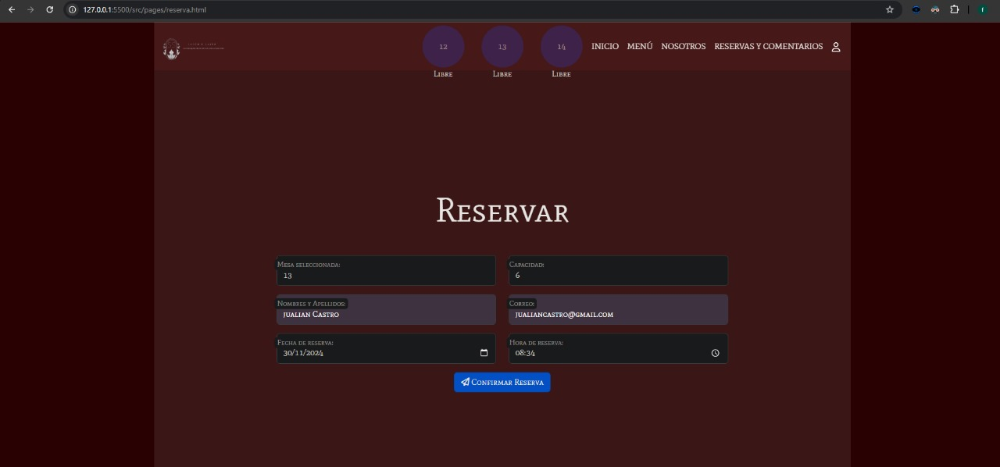 127.0.0.1:5500/src/pages/reserva.html
12 13 14 INICIO MENÚ NOSOTROS RESERVAS Y COMENTARIOS
Libre Libre Libre
Reservar
Mesa seleccionada: Capacidad:
13 6
Nombres y Apellidos: Correo:
jualian Castro jualiancastro@gmail.com
Fecha de reserva: Hora de reserva:
30/11/2024 08:34
Confirmar Reserva